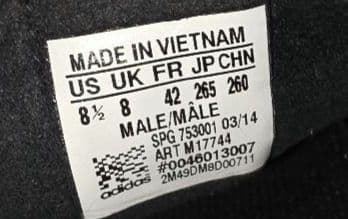 MADE IN VIETNAM
US UK FR JP CHN
8½ 8 42 265 260
MALE/MÂLE
SPG 753001 03/14
ART M17744
#0046013007
2M49DM8D00711
adidas